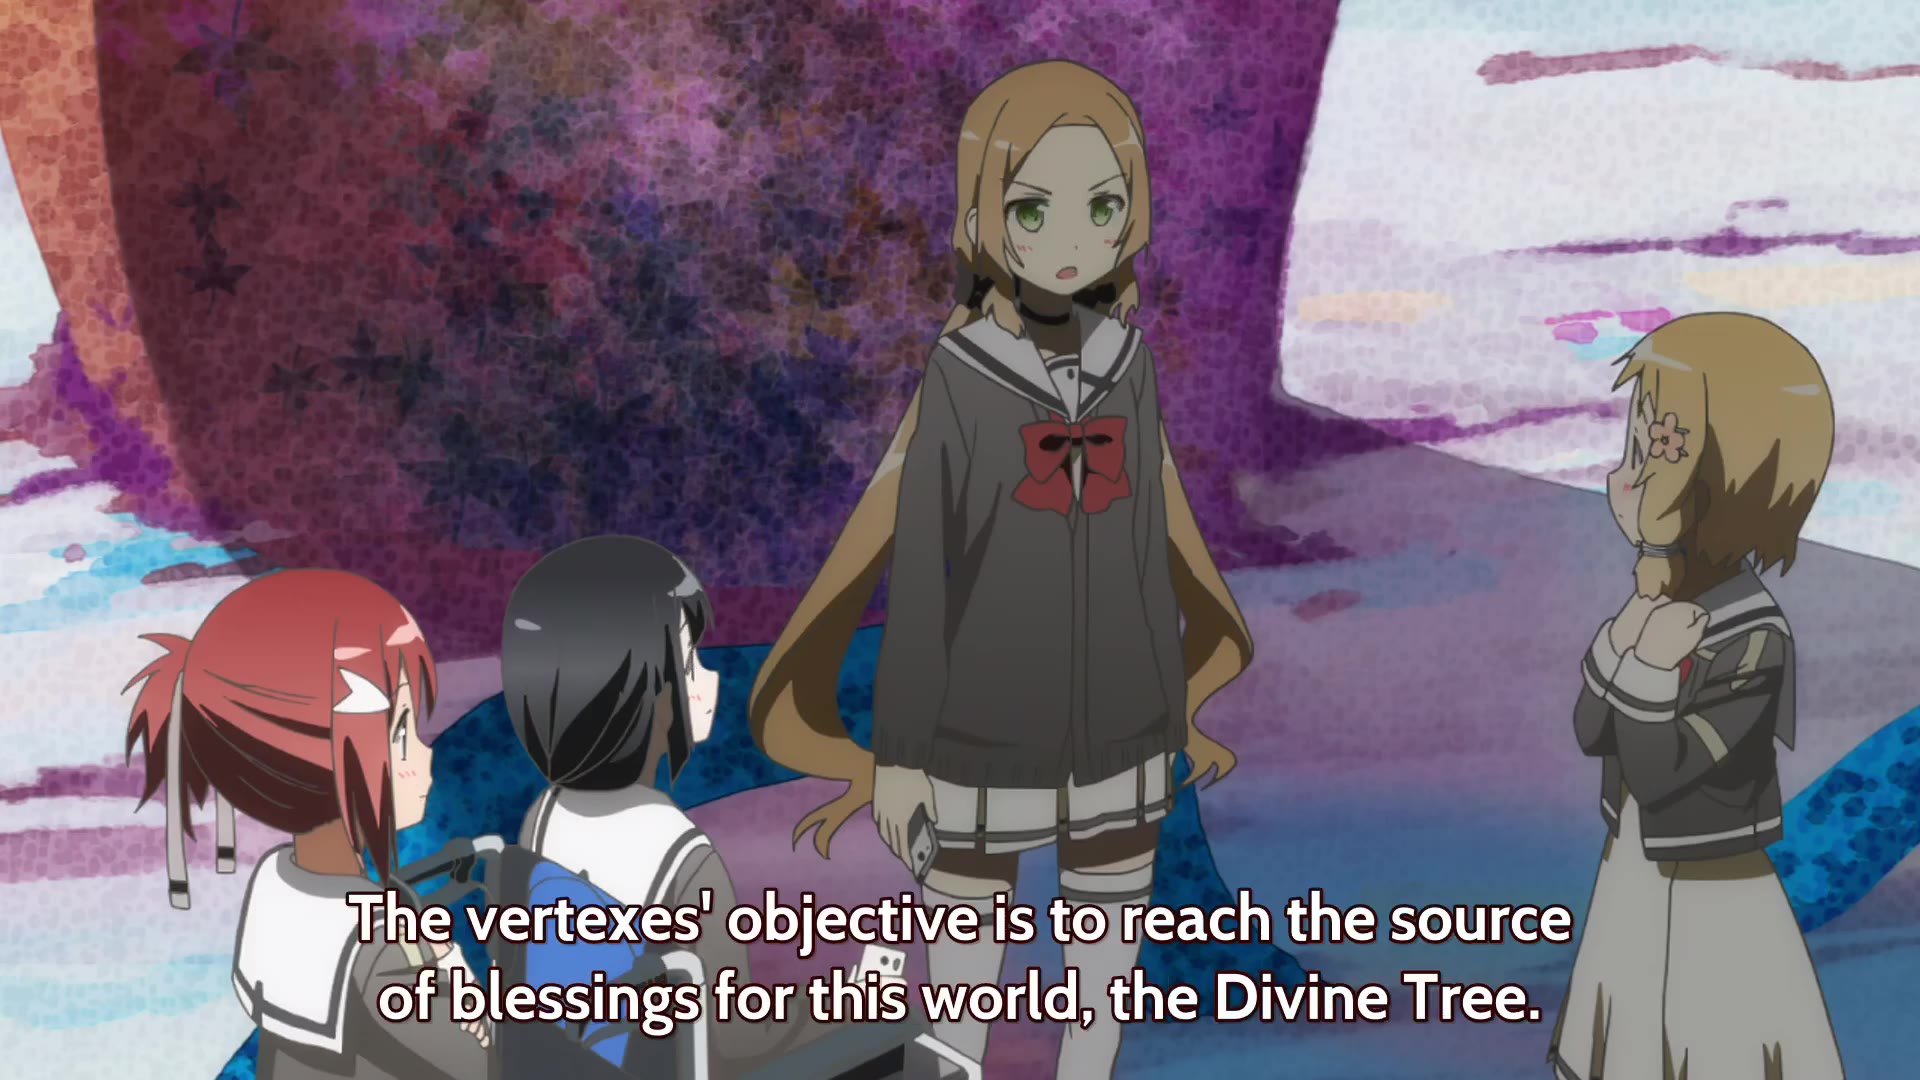 The vertexes' objective is to reach the source
of blessings for this world, the Divine Tree.